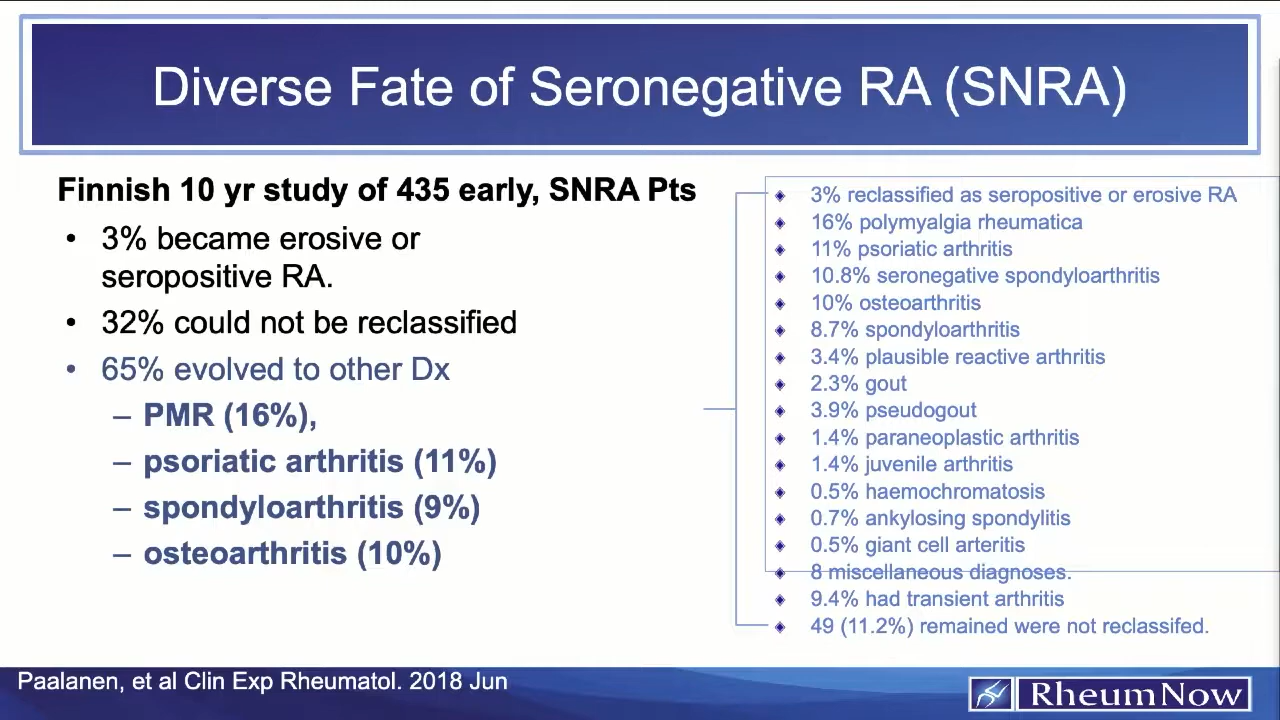 Diverse Fate of Seronegative RA (SNRA)
Finnish 10 yr study of 435 early, SNRA Pts
• 3% became erosive or
seropositive RA.
• 32% could not be reclassified
• 65% evolved to other Dx
– PMR (16%),
– psoriatic arthritis (11%)
– spondyloarthritis (9%)
– osteoarthritis (10%)
3% reclassified as seropositive or erosive RA
16% polymyalgia rheumatica
11% psoriatic arthritis
10.8% seronegative spondyloarthritis
10% osteoarthritis
8.7% spondyloarthritis
3.4% plausible reactive arthritis
2.3% gout
3.9% pseudogout
1.4% paraneoplastic arthritis
1.4% juvenile arthritis
0.5% haemochromatosis
0.7% ankylosing spondylitis
0.5% giant cell arteritis
8 miscellaneous diagnoses.
9.4% had transient arthritis
49 (11.2%) remained were not reclassifed.
Paalanen, et al Clin Exp Rheumatol. 2018 Jun
RheumNow